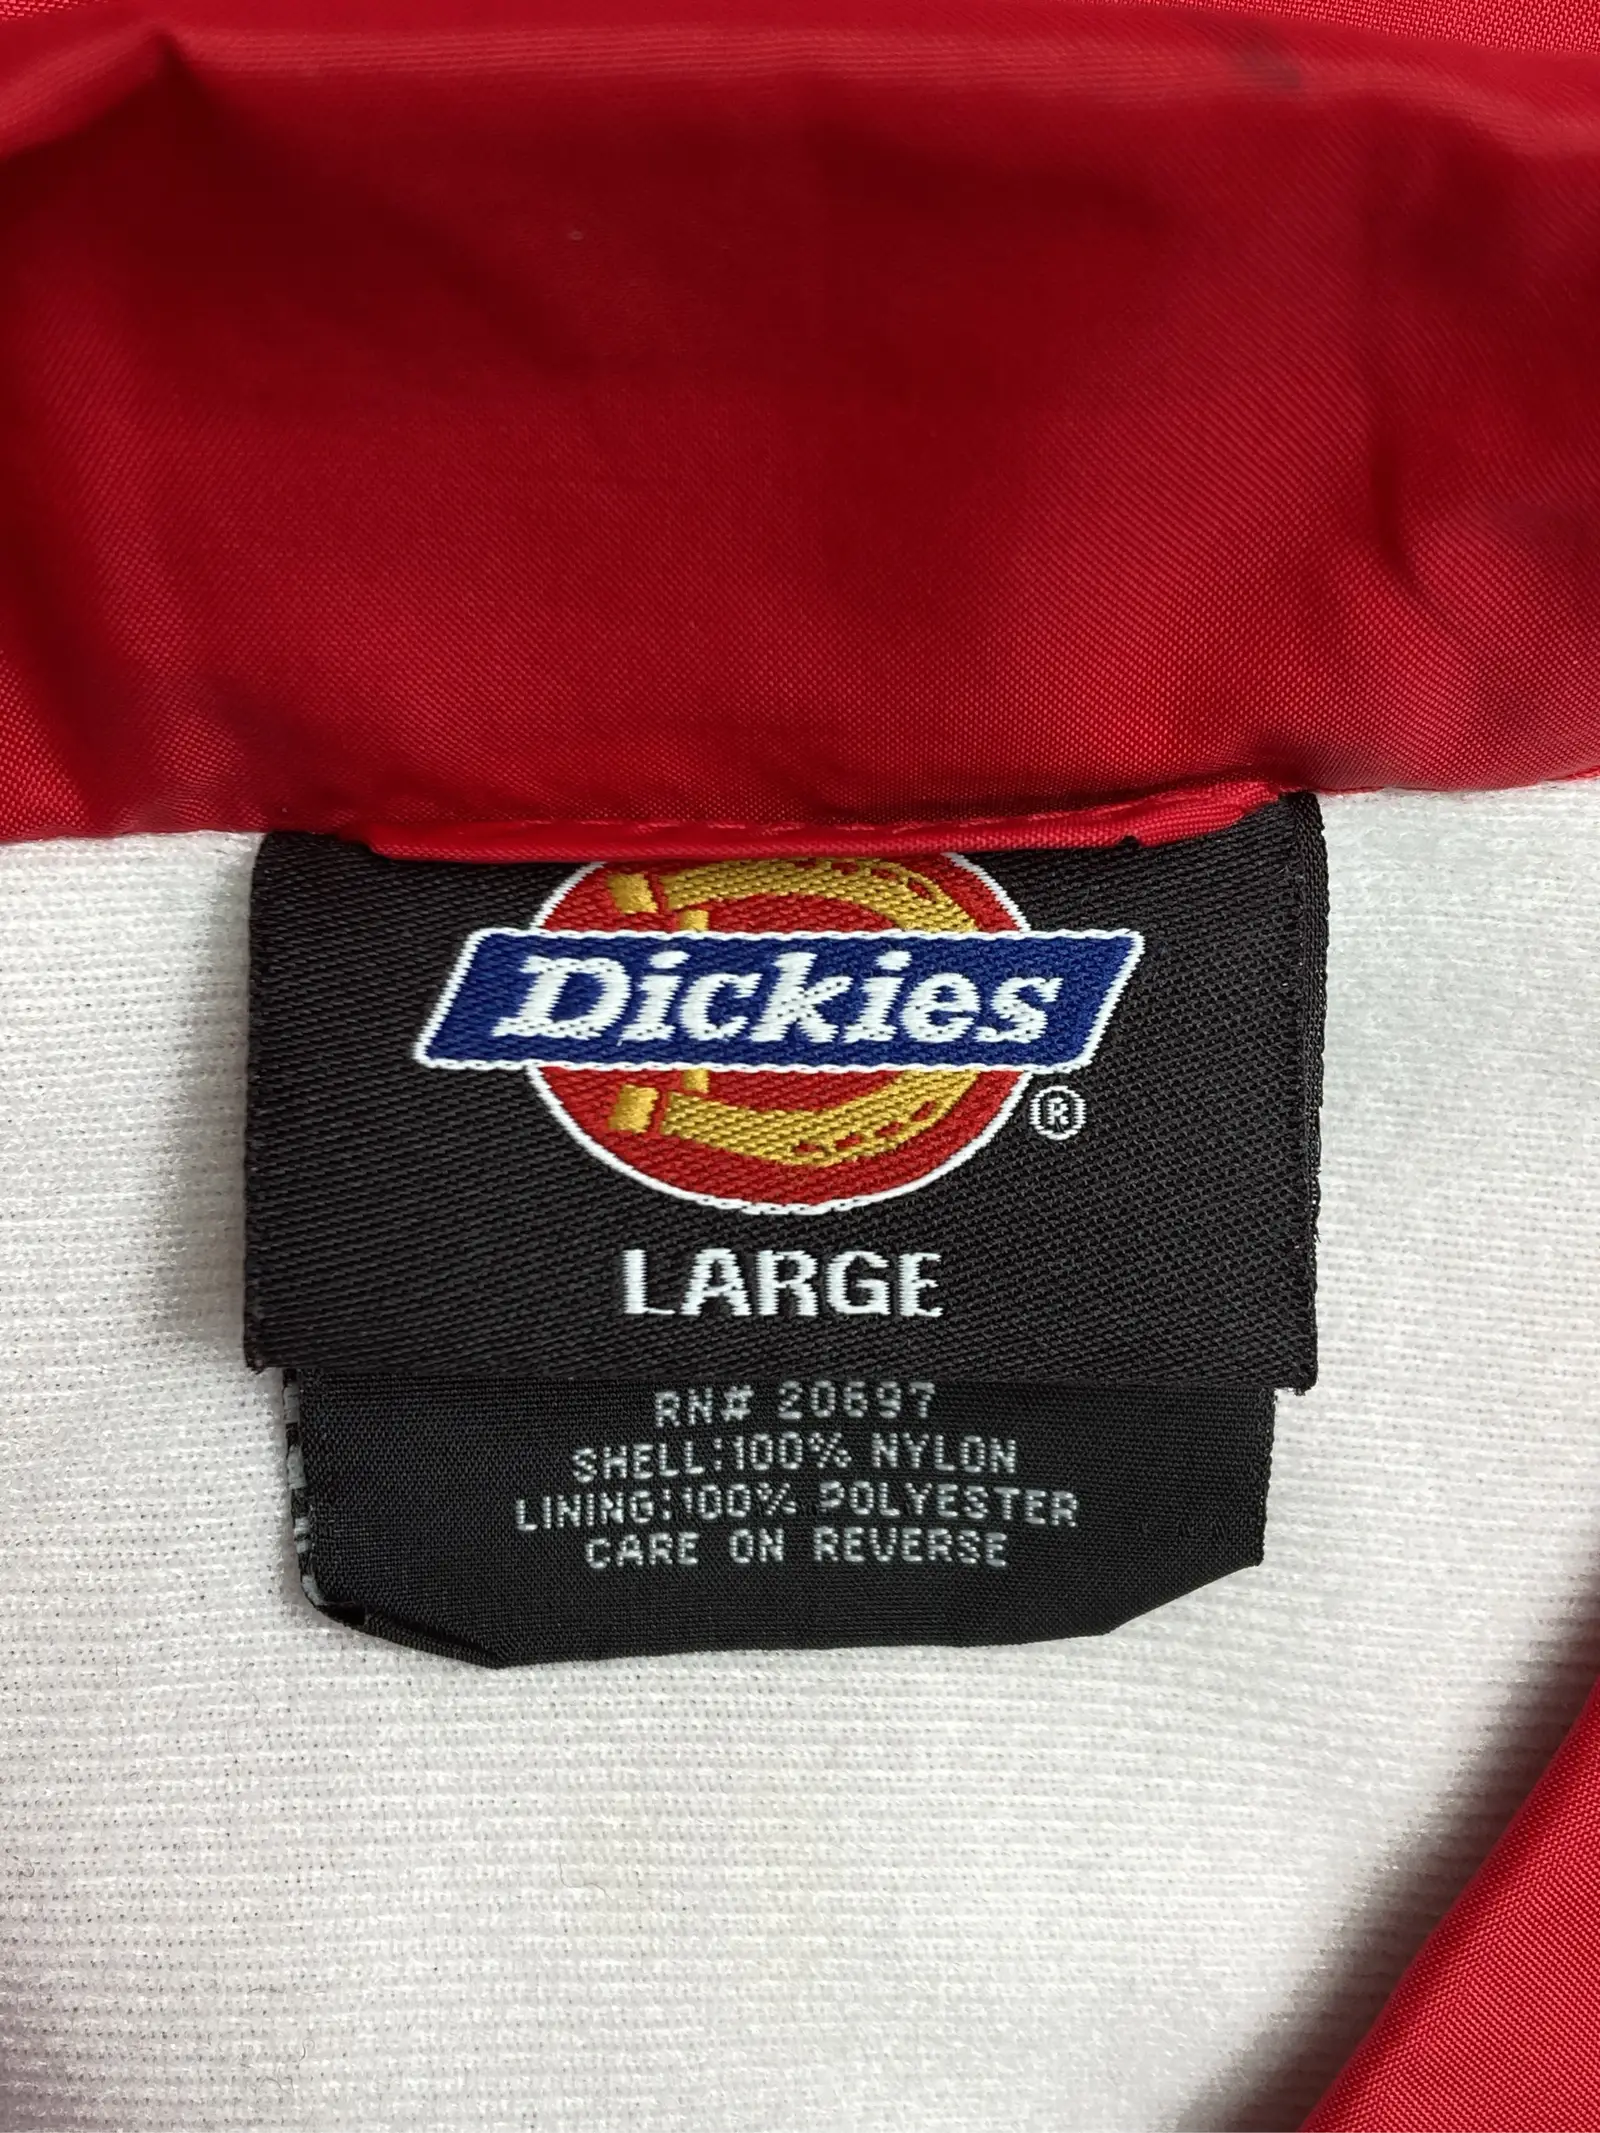 Dickies
®
LARGE
RN# 20697
SHELL:100% NYLON
LINING:100% POLYESTER
CARE ON REVERSE